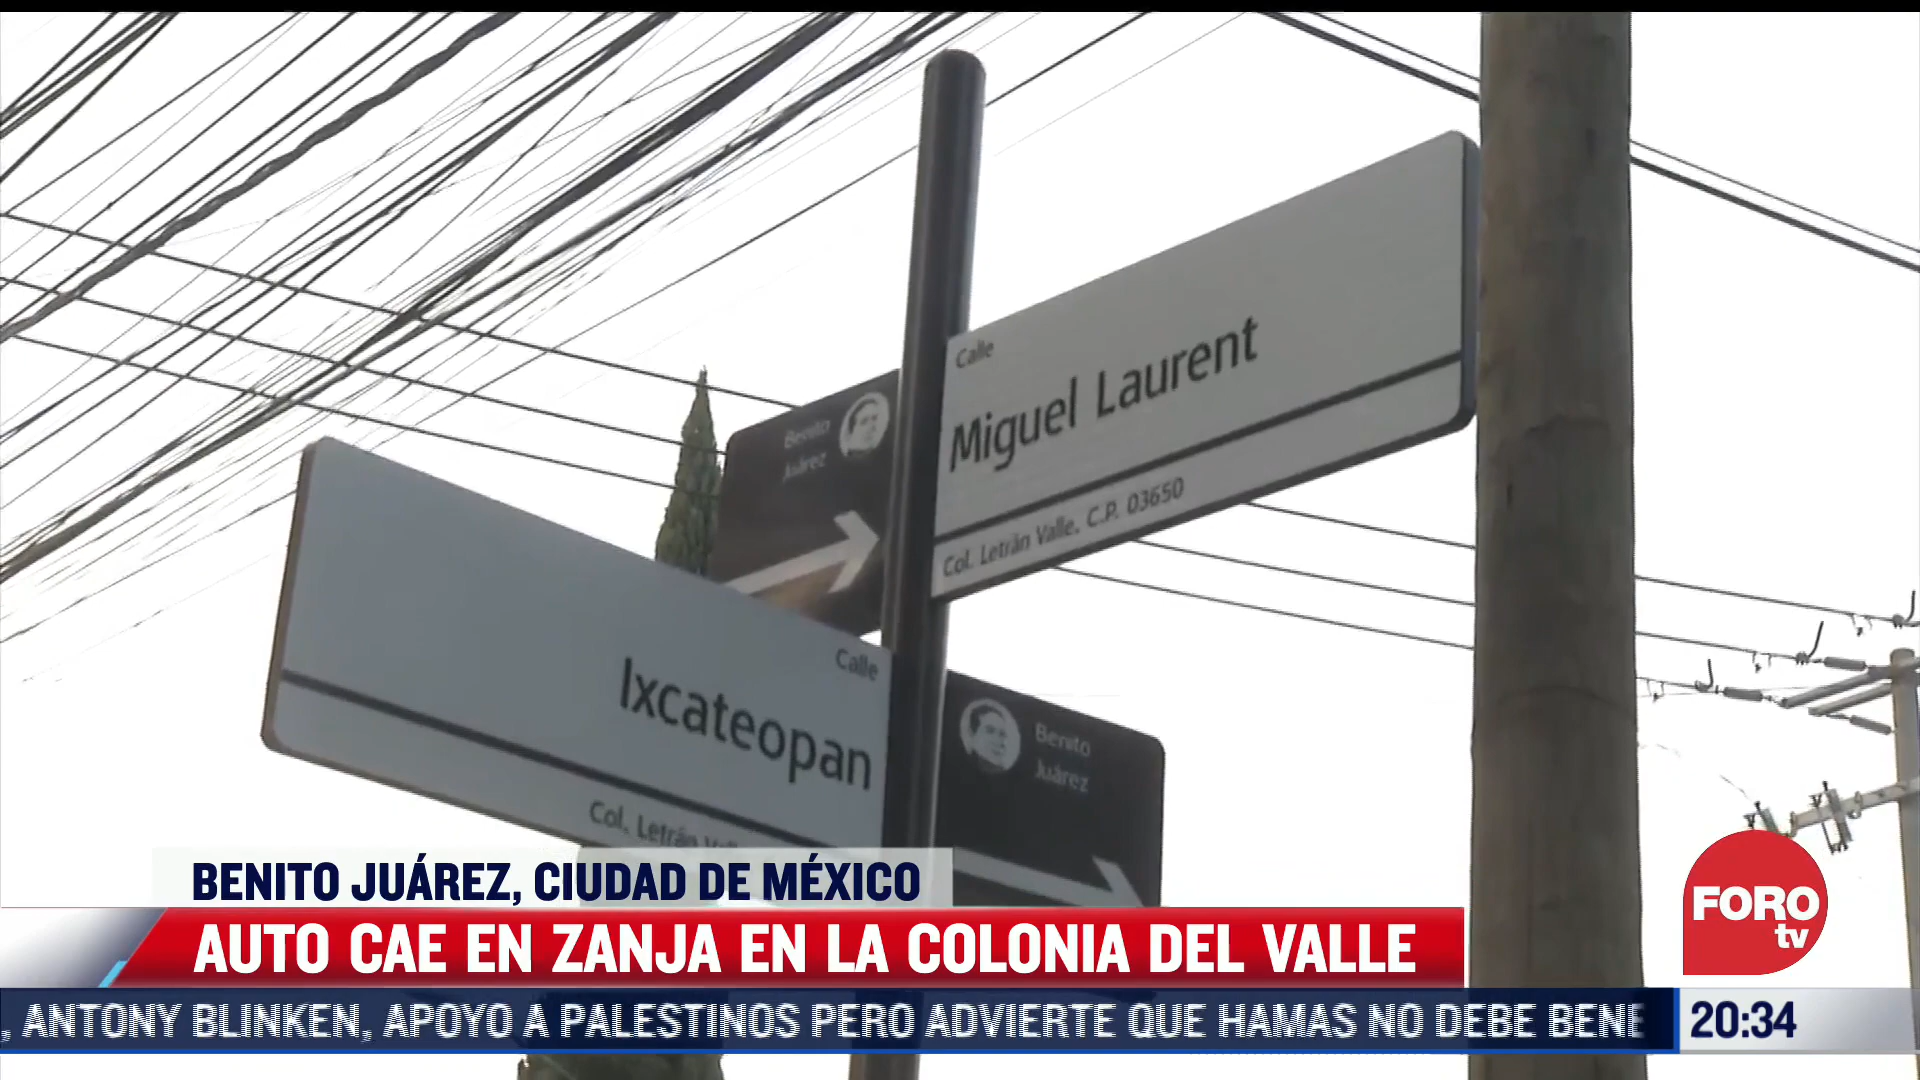 Calle
Miguel Laurent
Col. Letrán Valle. C.P. 03650
Benito
Juárez
Calle
Ixcateopan
Col. Letrán
Benito
Juárez
BENITO JUÁREZ, CIUDAD DE MÉXICO
AUTO CAE EN ZANJA EN LA COLONIA DEL VALLE
FORO
tv
, ANTONY BLINKEN, APOYO A PALESTINOS PERO ADVIERTE QUE HAMAS NO DEBE BENE
20:34